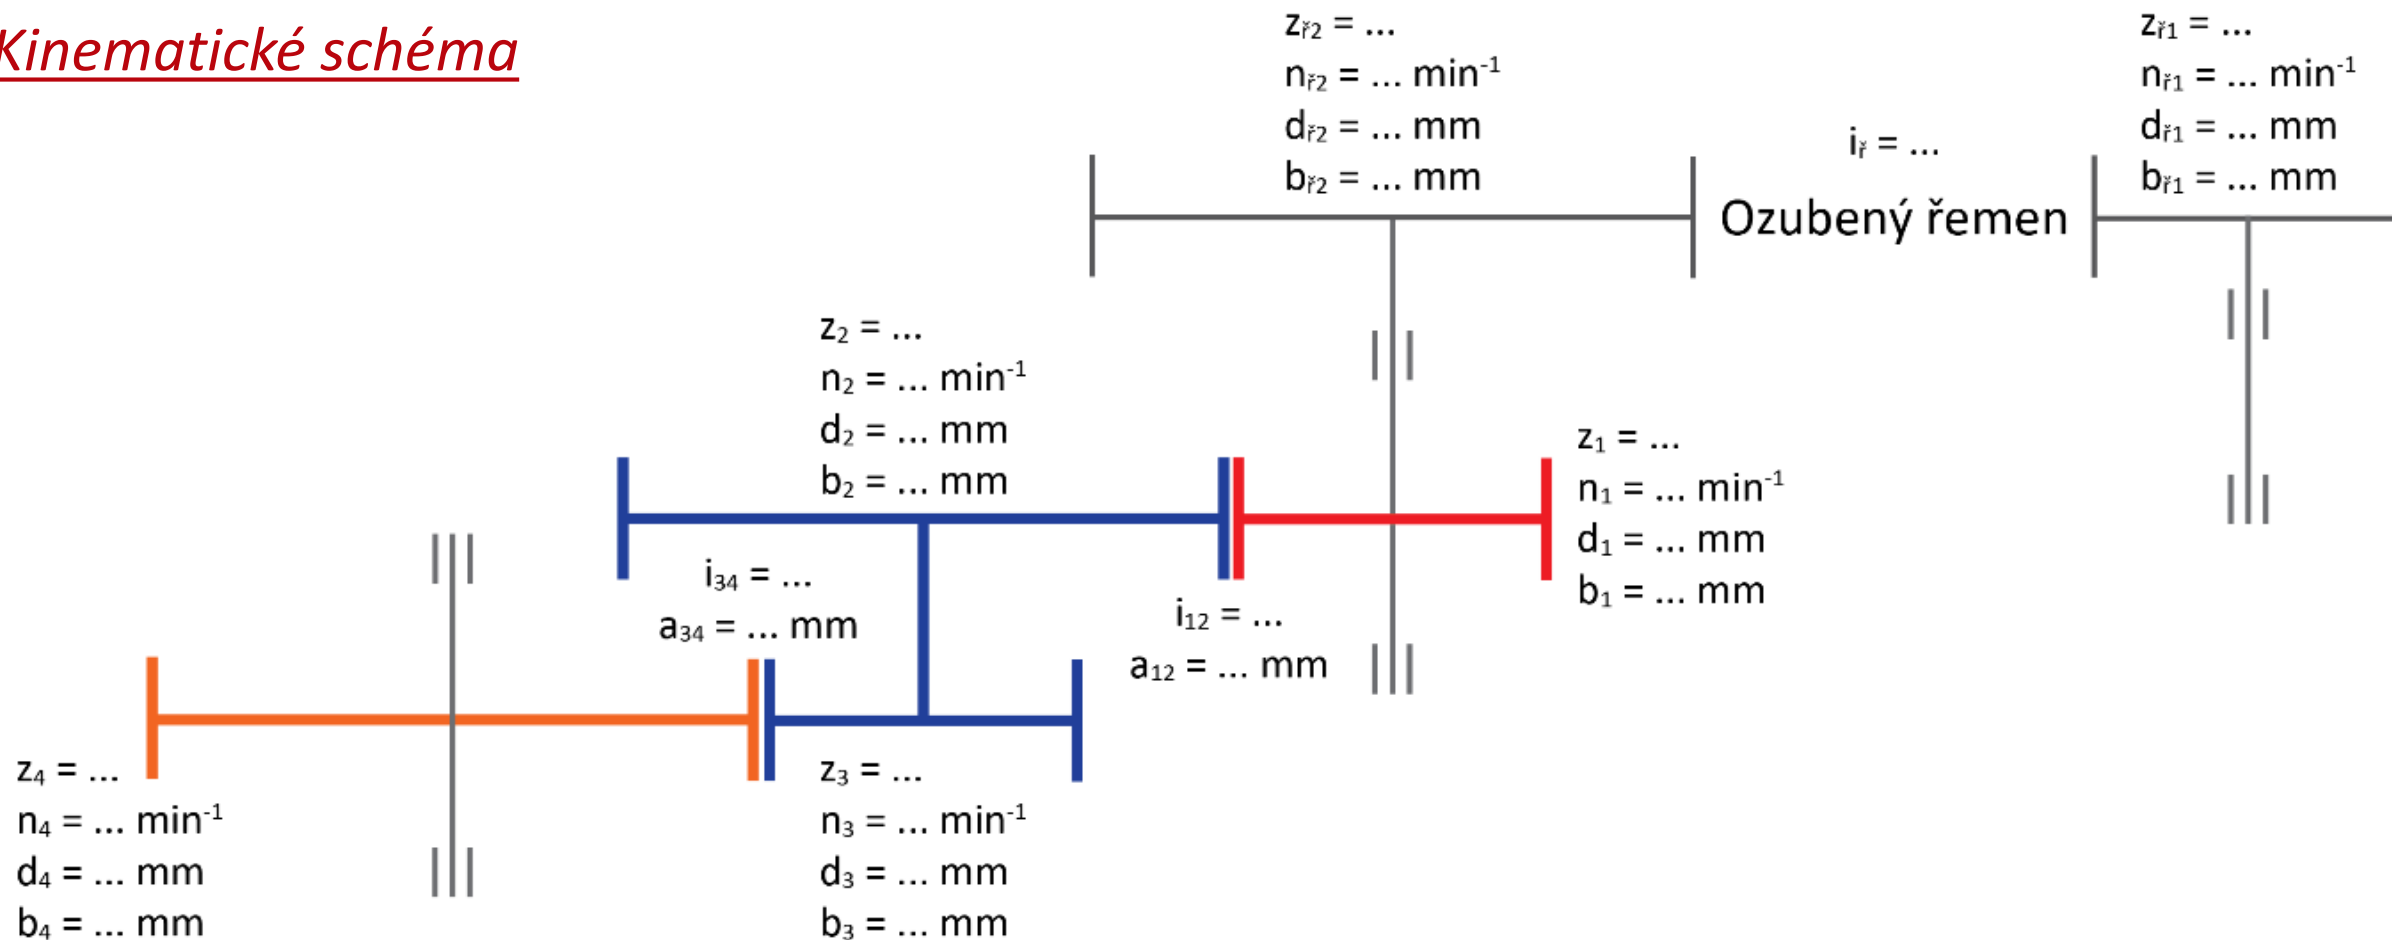 Kinematické schéma
zř2 = ...
nř2 = ... min-1
dř2 = ... mm
bř2 = ... mm
iř = ...
Ozubený řemen
zř1 = ...
nř1 = ... min-1
dř1 = ... mm
bř1 = ... mm
z2 = ...
n2 = ... min-1
d2 = ... mm
b2 = ... mm
z1 = ...
n1 = ... min-1
d1 = ... mm
b1 = ... mm
i34 = ...
a34 = ... mm
i12 = ...
a12 = ... mm
z4 = ...
n4 = ... min-1
d4 = ... mm
b4 = ... mm
z3 = ...
n3 = ... min-1
d3 = ... mm
b3 = ... mm